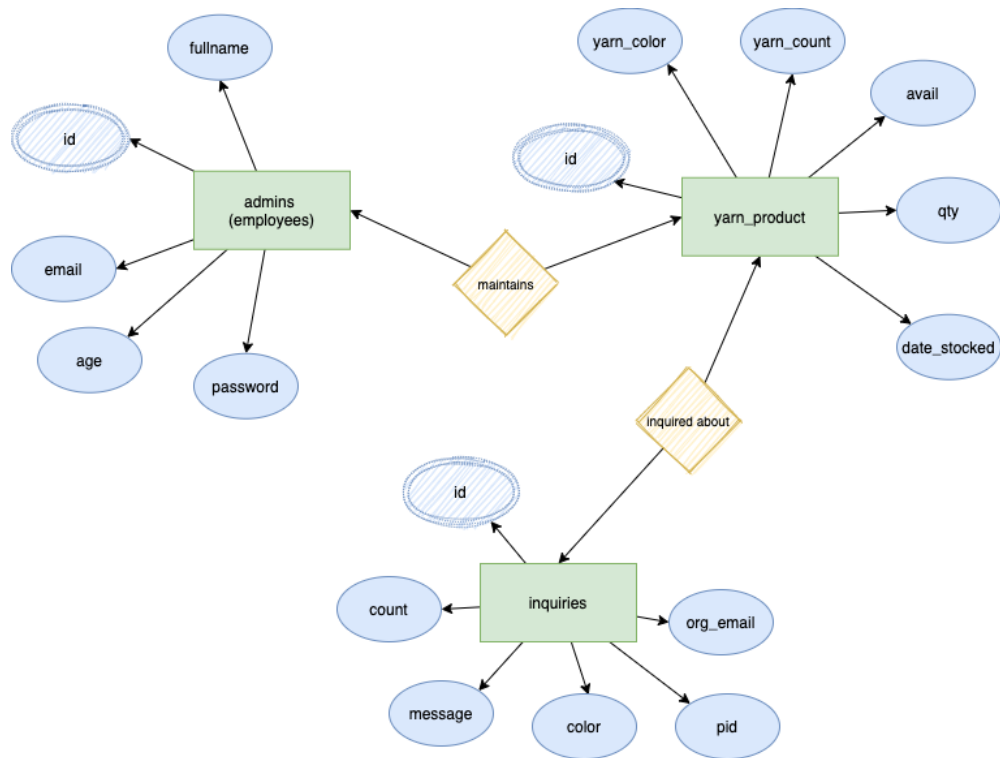 fullname
yarn_color
yarn_count
avail
id
id
admins
(employees)
yarn_product
qty
email
maintains
age
password
date_stocked
inquired about
id
count
inquiries
org_email
message
color
pid